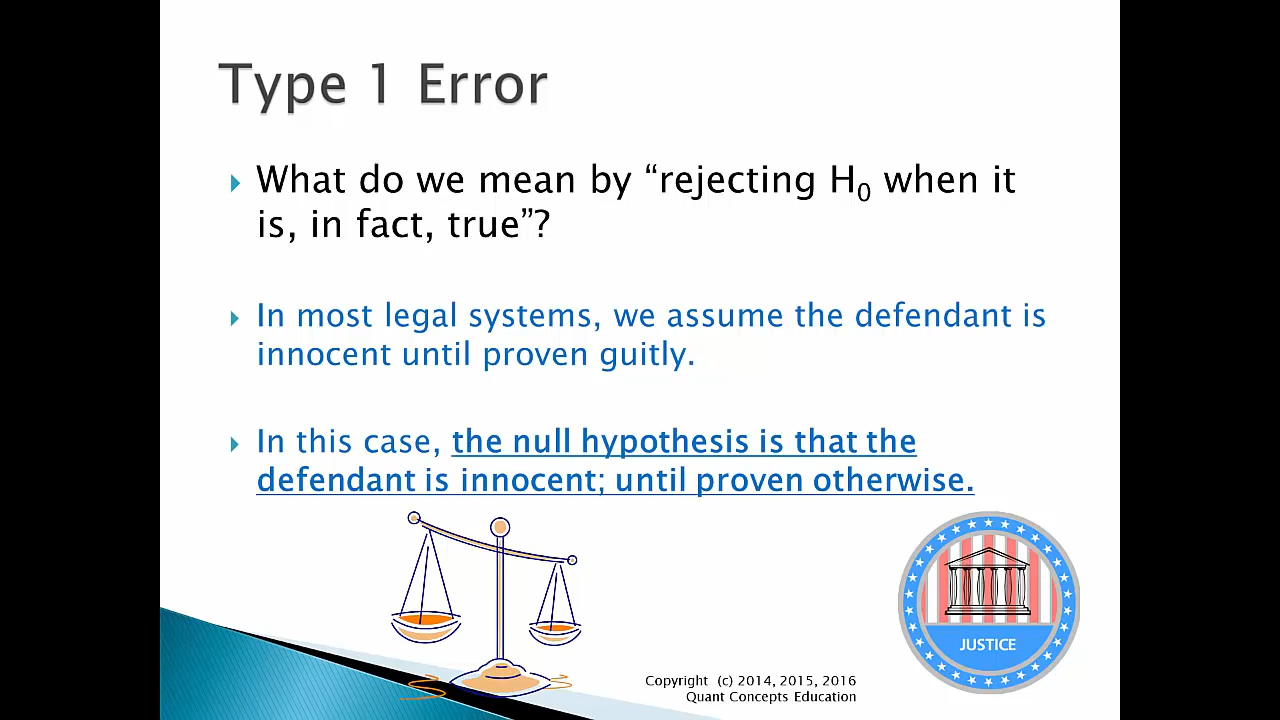 Type 1 Error
What do we mean by “rejecting H₀ when it
is, in fact, true”?
In most legal systems, we assume the defendant is
innocent until proven guitly.
In this case, the null hypothesis is that the
defendant is innocent; until proven otherwise.
JUSTICE
Copyright (c) 2014, 2015, 2016
Quant Concepts Education